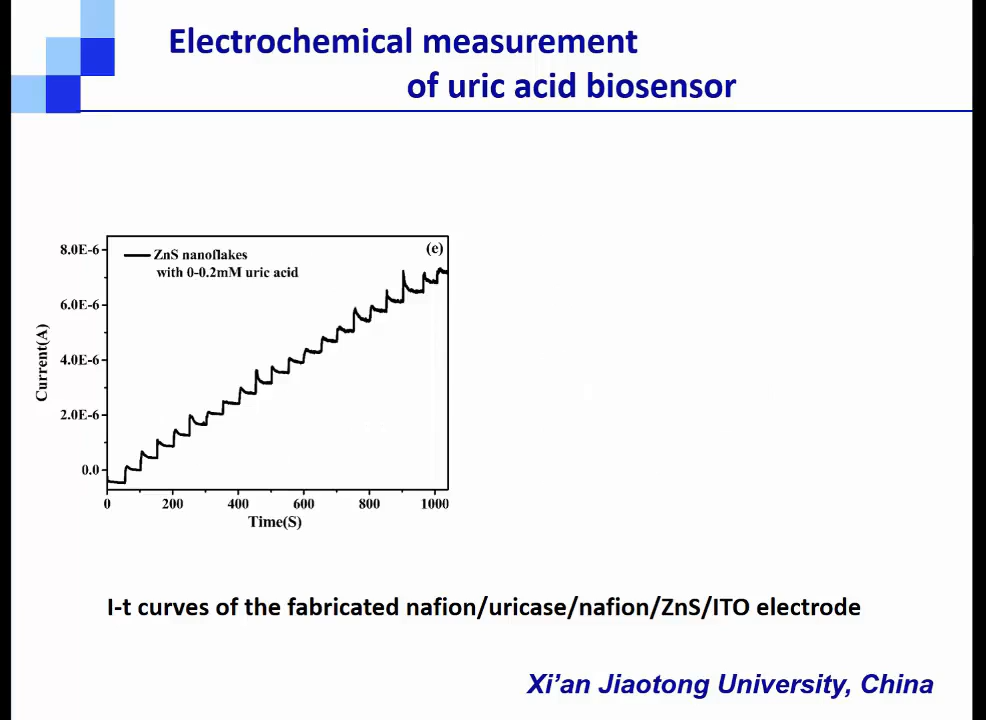 Electrochemical measurement
of uric acid biosensor
8.0E-6
6.0E-6
4.0E-6
2.0E-6
0.0
Current(A)
ZnS nanoflakes
with 0-0.2mM uric acid
(e)
0 200 400 600 800 1000
Time(S)
I-t curves of the fabricated nafion/uricase/nafion/ZnS/ITO electrode
Xi’an Jiaotong University, China